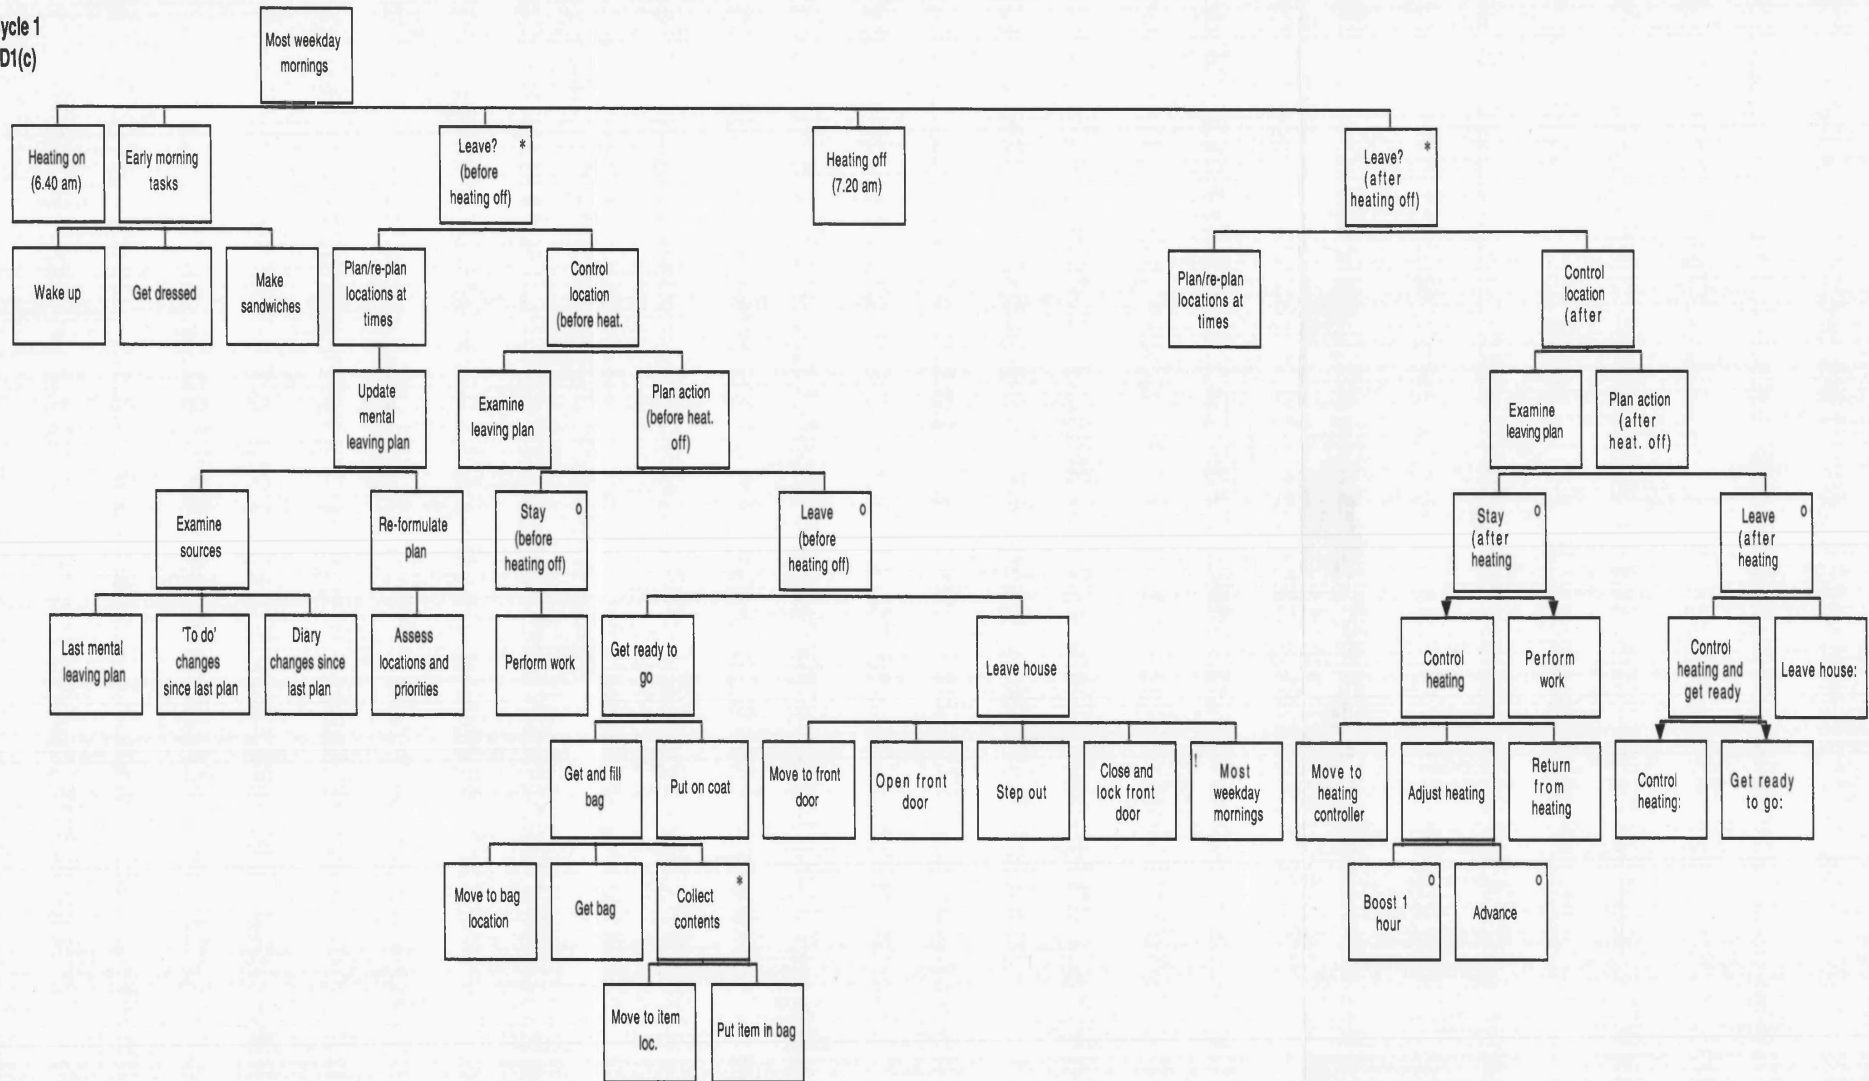 ycle 1
D1(c)
Most weekday
mornings
Heating on
(6.40 am)
Early morning
tasks
Leave? *
(before
heating off)
Heating off
(7.20 am)
Leave? *
(after
heating off)
Wake up
Get dressed
Make
sandwiches
Plan/re-plan
locations at
times
Control
location
(before heat.
Plan/re-plan
locations at
times
Control
location
(after
Update
mental
leaving plan
Examine
leaving plan
Plan action
(before heat.
off)
Examine
leaving plan
Plan action
(after
heat. off)
Examine
sources
Re-formulate
plan
Stay o
(before
heating off)
Leave o
(before
heating off)
Stay o
(after
heating
Leave o
(after
heating
Last mental
leaving plan
'To do'
changes
since last plan
Diary
changes since
last plan
Assess
locations and
priorities
Perform work
Get ready to
go
Leave house
Control
heating
Perform
work
Control
heating and
get ready
Leave house:
Get and fill
bag
Put on coat
Move to front
door
Open front
door
Step out
Close and
lock front
door
! Most
weekday
mornings
Move to
heating
controller
Adjust heating
Return
from
heating
Control
heating:
Get ready
to go:
Move to bag
location
Get bag
Collect *
contents
Boost 1 o
hour
Advance o
Move to item
loc.
Put item in bag